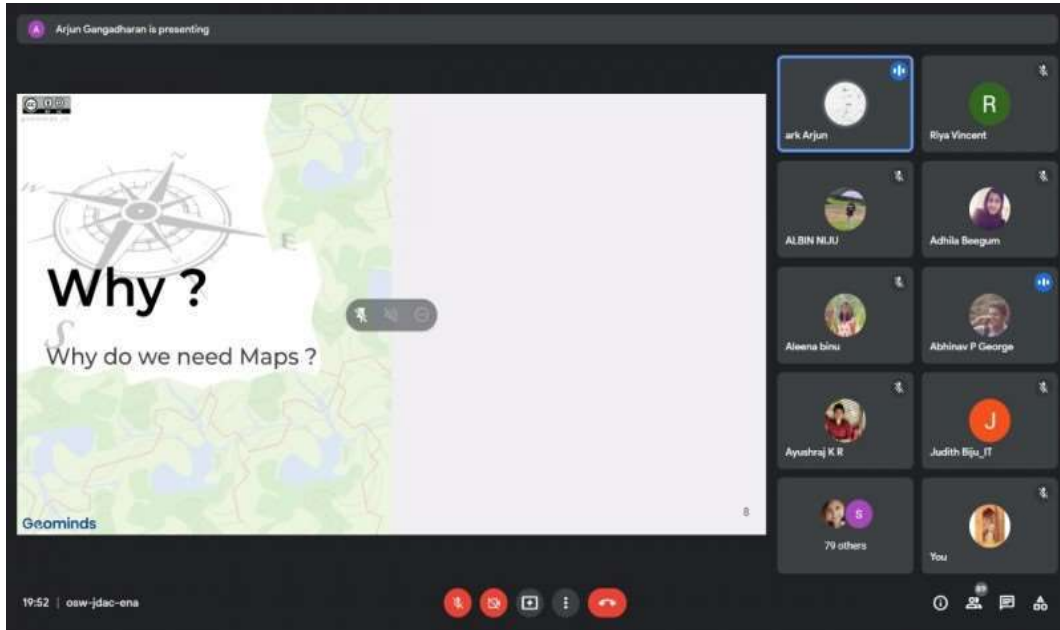 A
Arjun Gangadharan is presenting
W
N
E
S
Why ?
Why do we need Maps ?
Geominds
8
ark Arjun
R
Riya Vincent
ALBIN NIJU
Adhila Beegum
Aleena binu
Abhinav P George
Ayushraj K R
J
Judith Biju_IT
S
79 others
You
19:52 | osw-jdac-ena
89